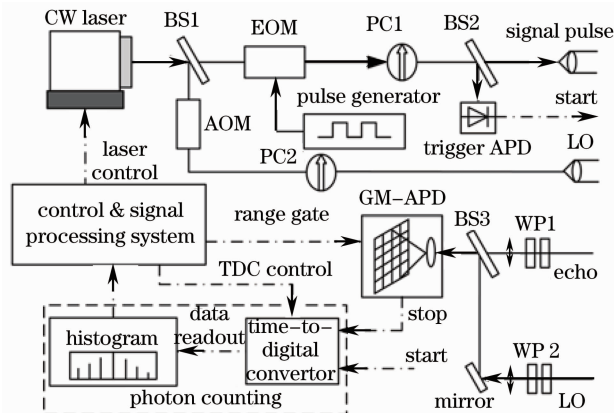 CW laser
BS1
EOM
PC1
BS2
signal pulse
pulse generator
start
trigger APD
AOM
PC2
LO
laser
control
control & signal
processing system
range gate
GM-APD
BS3
WP1
echo
TDC control
stop
data
readout
histogram
time-to-
digital
convertor
start
photon counting
WP 2
mirror
LO